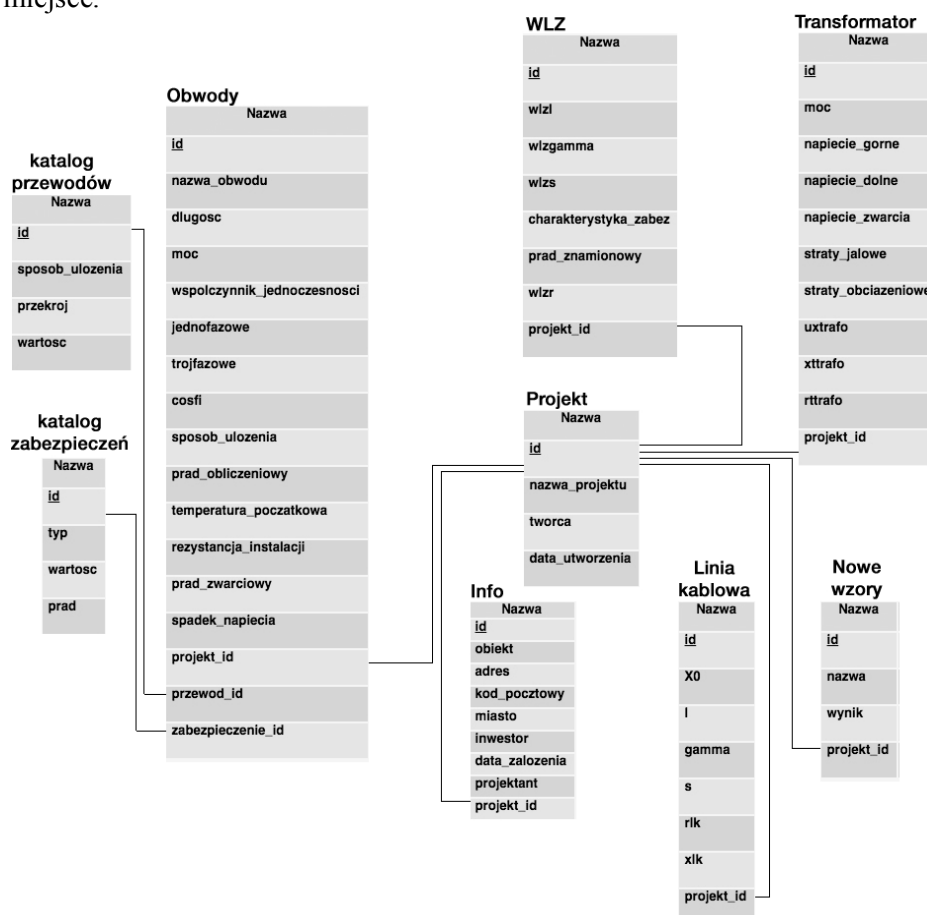 miejsce.
WLZ
Nazwa
id
wlzl
wlzgamma
wlzs
charakterystyka_zabez
prad_znamionowy
wlzr
projekt_id
Transformator
Nazwa
id
moc
napiecie_gorne
napiecie_dolne
napiecie_zwarcia
straty_jalowe
straty_obciazeniowe
uxtrafo
xttrafo
rttrafo
projekt_id
Obwody
Nazwa
id
nazwa_obwodu
dlugosc
moc
wspolczynnik_jednoczesnosci
jednofazowe
trojfazowe
cosfi
sposob_ulozenia
prad_obliczeniowy
temperatura_poczatkowa
rezystancja_instalacji
prad_zwarciowy
spadek_napiecia
projekt_id
przewod_id
zabezpieczenie_id
katalog
przewodów
Nazwa
id
sposob_ulozenia
przekroj
wartosc
katalog
zabezpieczeń
Nazwa
id
typ
wartosc
prad
Projekt
Nazwa
id
nazwa_projektu
tworca
data_utworzenia
Info
Nazwa
id
obiekt
adres
kod_pocztowy
miasto
inwestor
data_zalozenia
projektant
projekt_id
Linia
kablowa
Nazwa
id
X0
l
gamma
s
rlk
xlk
projekt_id
Nowe
wzory
Nazwa
id
nazwa
wynik
projekt_id